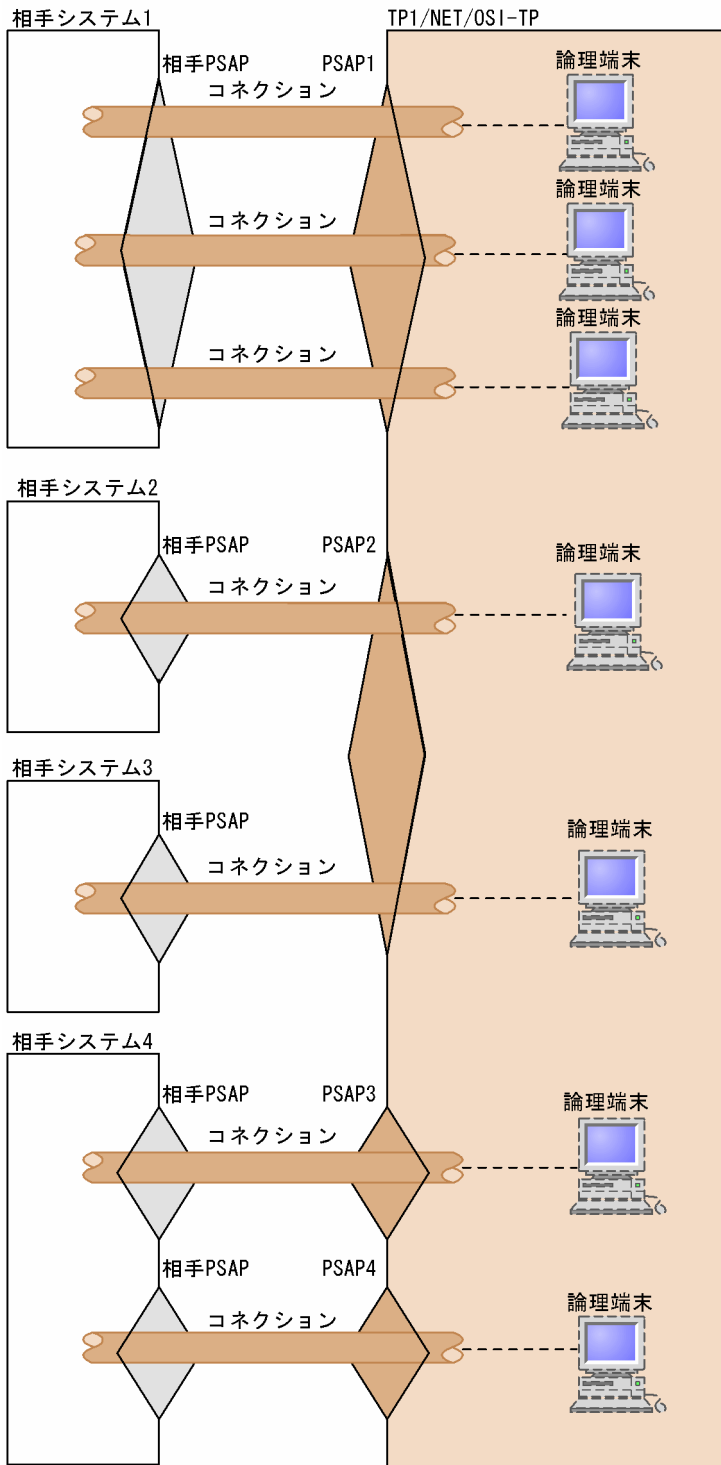 相手システム1
TP1/NET/OSI-TP
相手PSAP
PSAP1
論理端末
コネクション
論理端末
コネクション
論理端末
コネクション
相手システム2
相手PSAP
PSAP2
論理端末
コネクション
相手システム3
相手PSAP
論理端末
コネクション
相手システム4
相手PSAP
PSAP3
論理端末
コネクション
相手PSAP
PSAP4
論理端末
コネクション